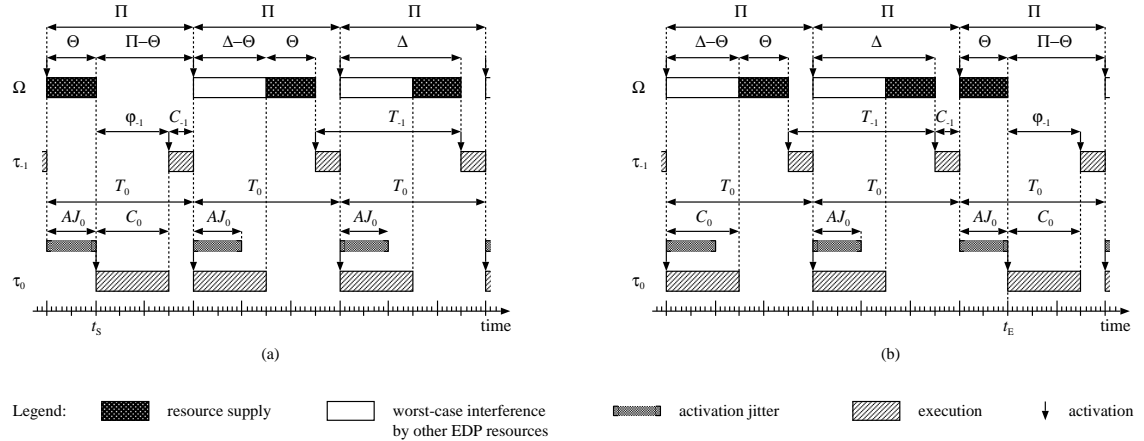 Π Π Π
Θ Π−Θ Δ−Θ Θ Δ
Ω
φ-1 C-1 T-1
τ-1
T0 T0 T0
AJ0 C0 AJ0 AJ0
τ0
tS time
(a)
Π Π Π
Δ−Θ Θ Δ Θ Π−Θ
Ω
T-1 C-1 φ-1
τ-1
T0 T0 T0
C0 AJ0 AJ0 C0
τ0
tE time
(b)
Legend: resource supply worst-case interference activation jitter execution activation
by other EDP resources